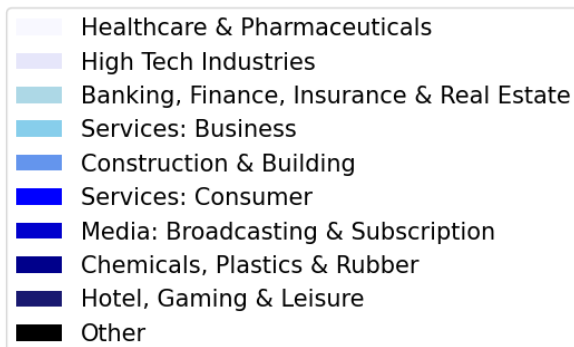 Healthcare & Pharmaceuticals
High Tech Industries
Banking, Finance, Insurance & Real Estate
Services: Business
Construction & Building
Services: Consumer
Media: Broadcasting & Subscription
Chemicals, Plastics & Rubber
Hotel, Gaming & Leisure
Other